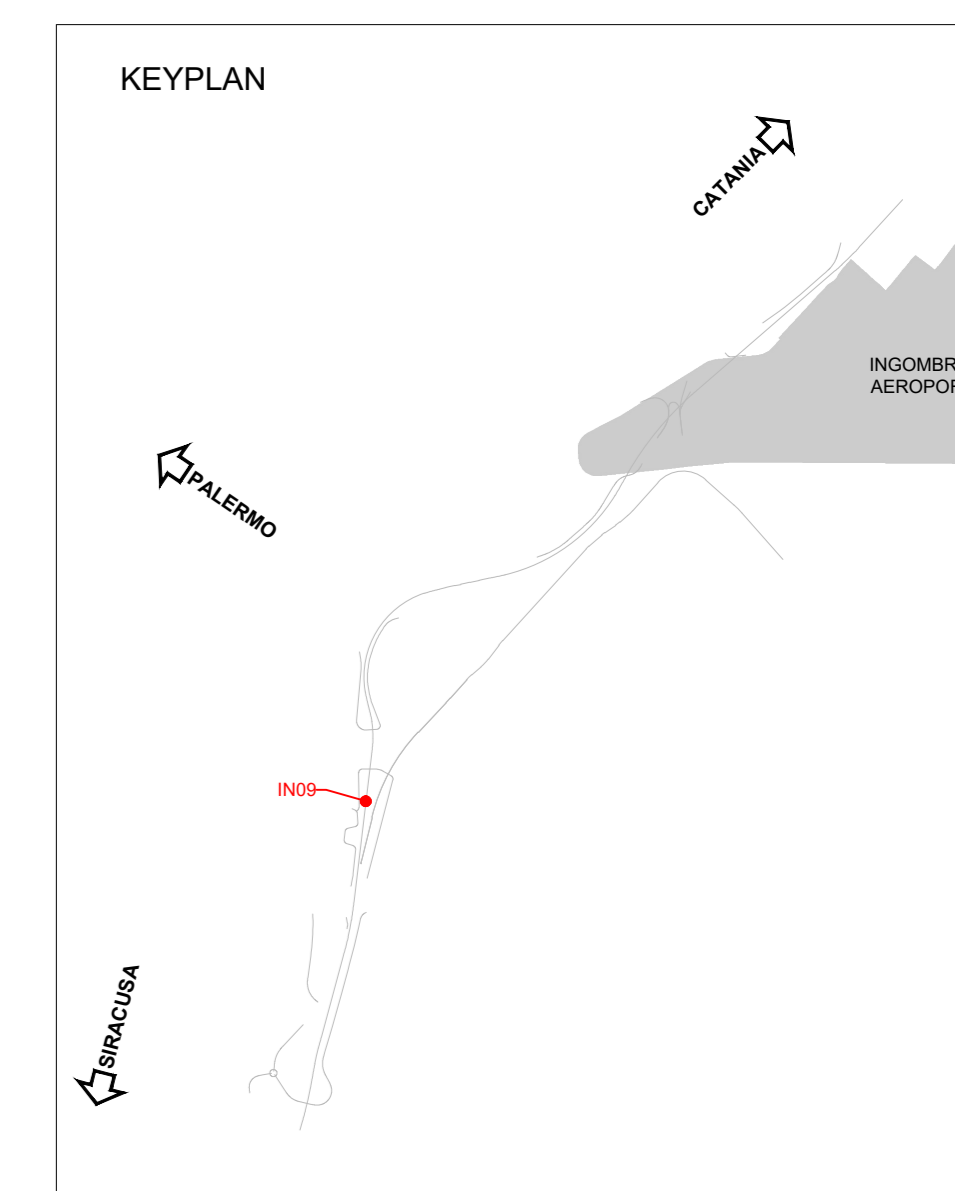 KEYPLAN
CATANIA
INGOMBR
AEROPOR
PALERMO
IN09
SIRACUSA